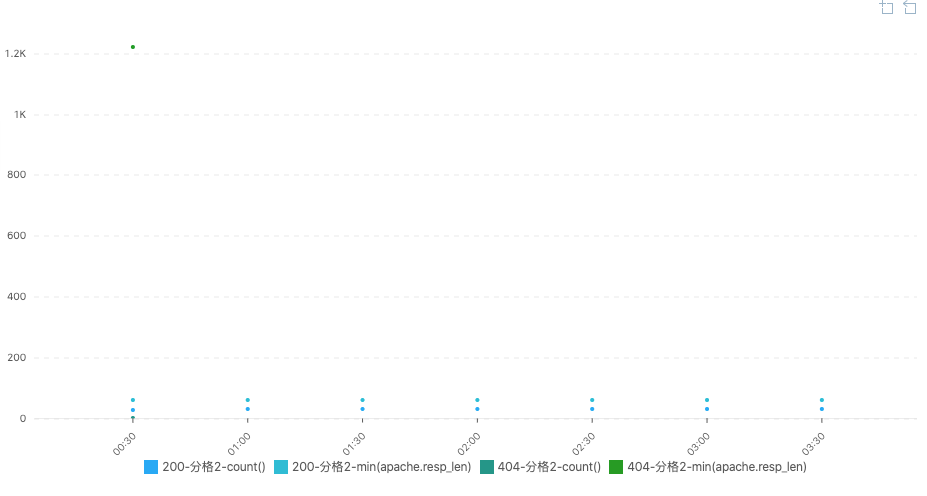 1.2K
1K
800
600
400
200
0
00:30 01:00 01:30 02:00 02:30 03:00 03:30
200-分格2-count() 200-分格2-min(apache.resp_len) 404-分格2-count() 404-分格2-min(apache.resp_len)